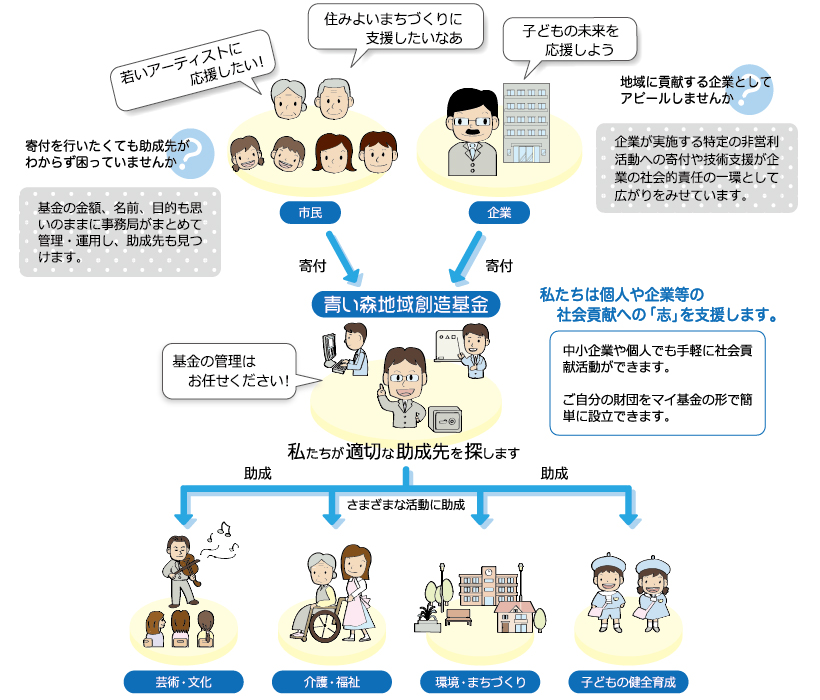 住みよいまちづくりに
支援したいなあ
若いアーティストに
応援したい!
子どもの未来を
応援しよう
地域に貢献する企業として
アピールしませんか
?
寄付を行いたくても助成先が
わからず困っていませんか
?
企業が実施する特定の非営利
活動への寄付や技術支援が企
業の社会的責任の一環として
広がりをみせています。
基金の金額、名前、目的も思
いのままに事務局がまとめて
管理・運用し、助成先も見つ
けます。
市民
企業
寄付
寄付
青い森地域創造基金
私たちは個人や企業等の
社会貢献への「志」を支援します。
基金の管理は
お任せください!
中小企業や個人でも手軽に社会貢
献活動ができます。
ご自分の財団をマイ基金の形で簡
単に設立できます。
私たちが適切な助成先を探します
助成
助成
さまざまな活動に助成
芸術・文化
介護・福祉
環境・まちづくり
子どもの健全育成